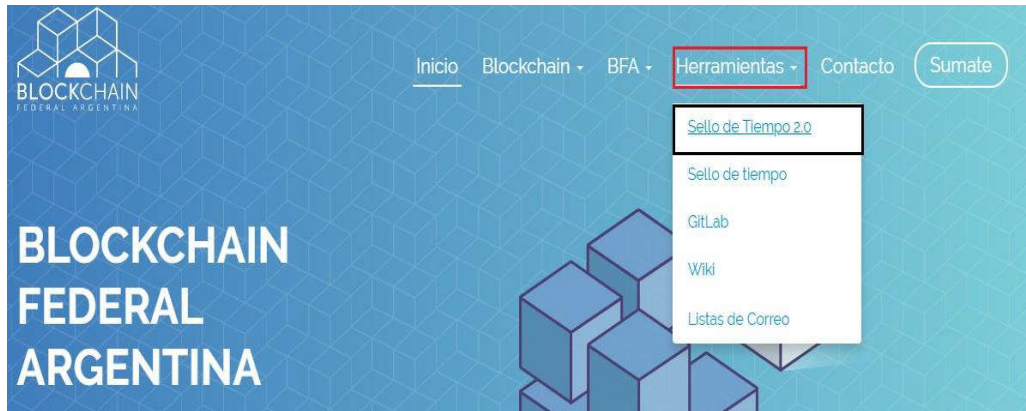 BLOCKCHAIN
FEDERAL ARGENTINA
Inicio Blockchain BFA Herramientas Contacto Sumate
Sello de Tiempo 2.0
Sello de tiempo
GitLab
Wiki
Listas de Correo
BLOCKCHAIN
FEDERAL
ARGENTINA